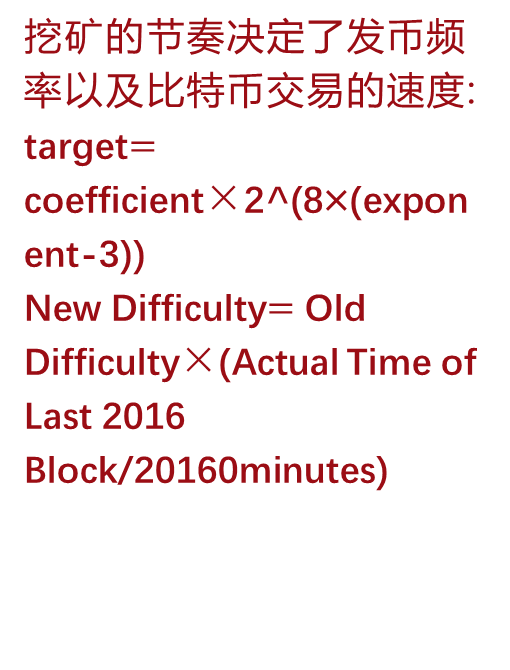 挖矿的节奏决定了发币频
率以及比特币交易的速度:
target=
coefficient×2^(8×(expon
ent-3))
New Difficulty= Old
Difficulty×(Actual Time of
Last 2016
Block/20160minutes)